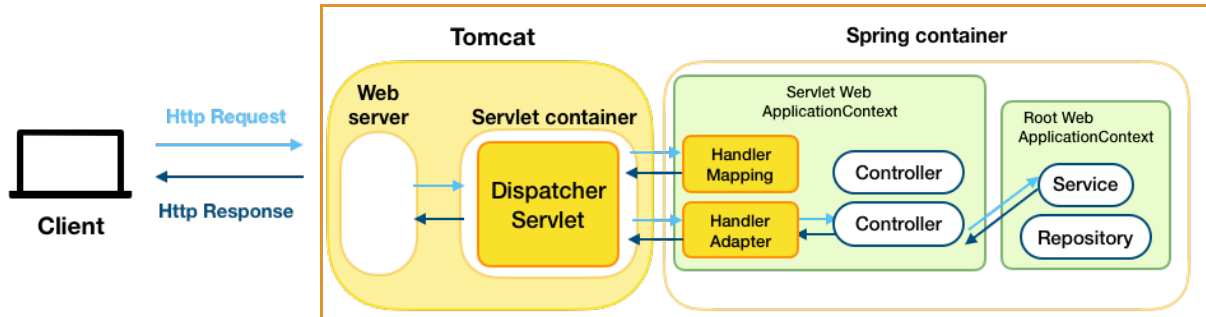 Tomcat
Spring container
Web
server
Servlet container
Servlet Web
ApplicationContext
Root Web
ApplicationContext
Http Request
Http Response
Client
Dispatcher
Servlet
Handler
Mapping
Handler
Adapter
Controller
Controller
Service
Repository